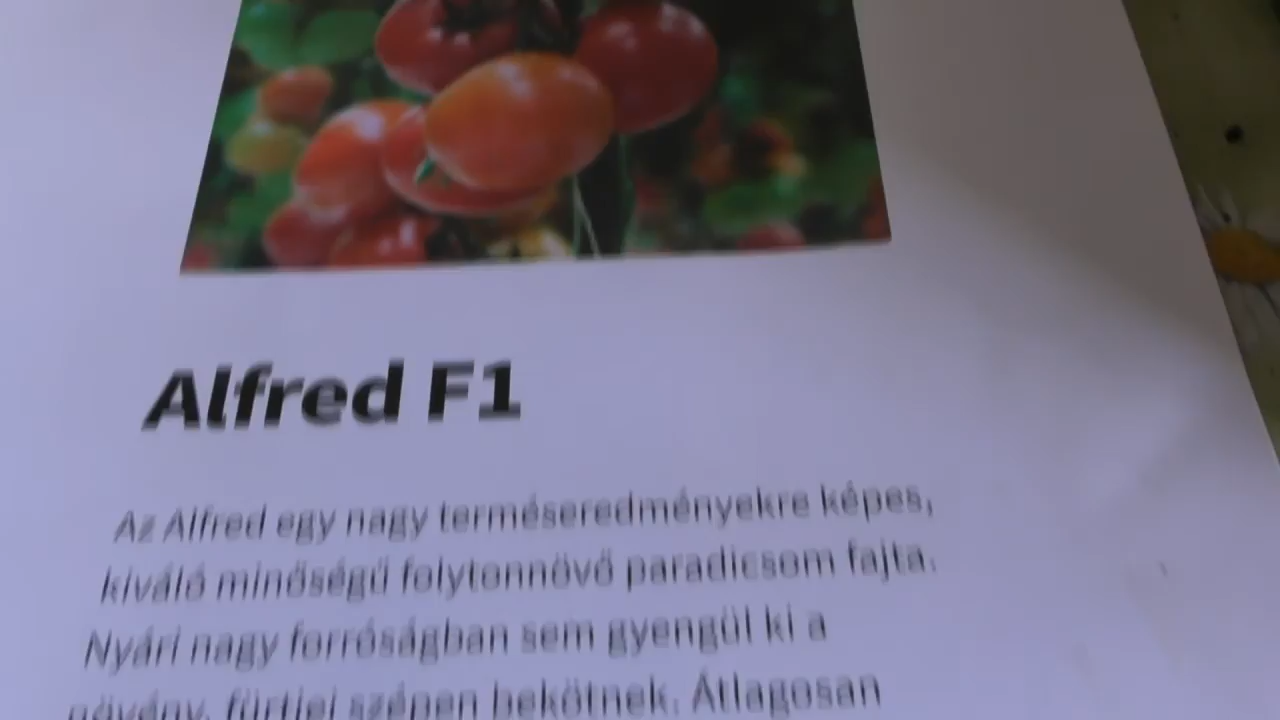 Alfred F1
Az Alfred egy nagy terméseredményekre képes,
kiváló minőségű folytonnövő paradicsom fajta.
Nyári nagy forróságban sem gyengül ki a
növény, fürtjei szépen bekötnek. Átlagosan